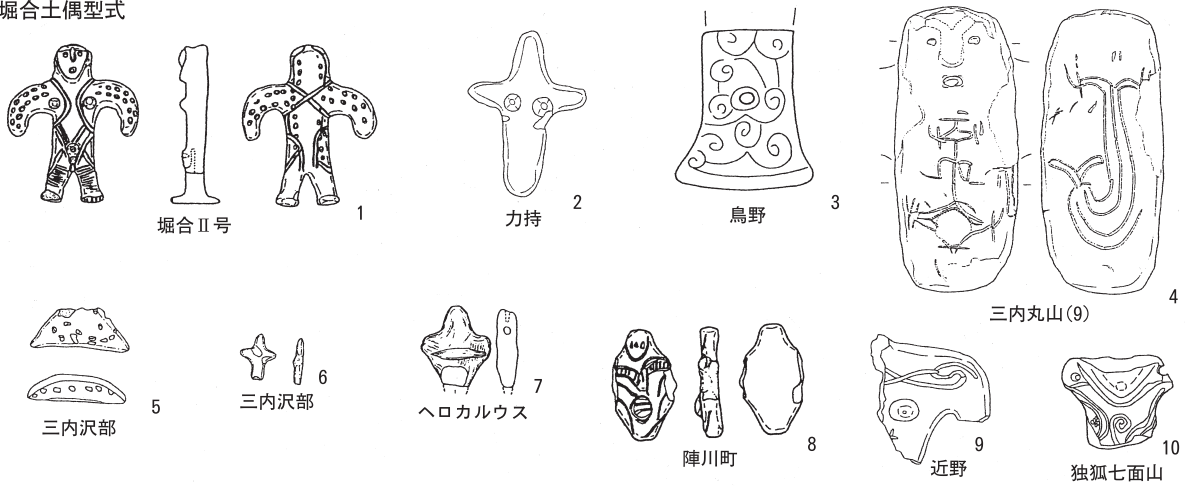 堀合土偶型式
堀合Ⅱ号
1
力持
2
鳥野
3
三内丸山(9)
4
三内沢部
5
三内沢部
6
ヘロカルウス
7
陣川町
8
近野
9
独狐七面山
10